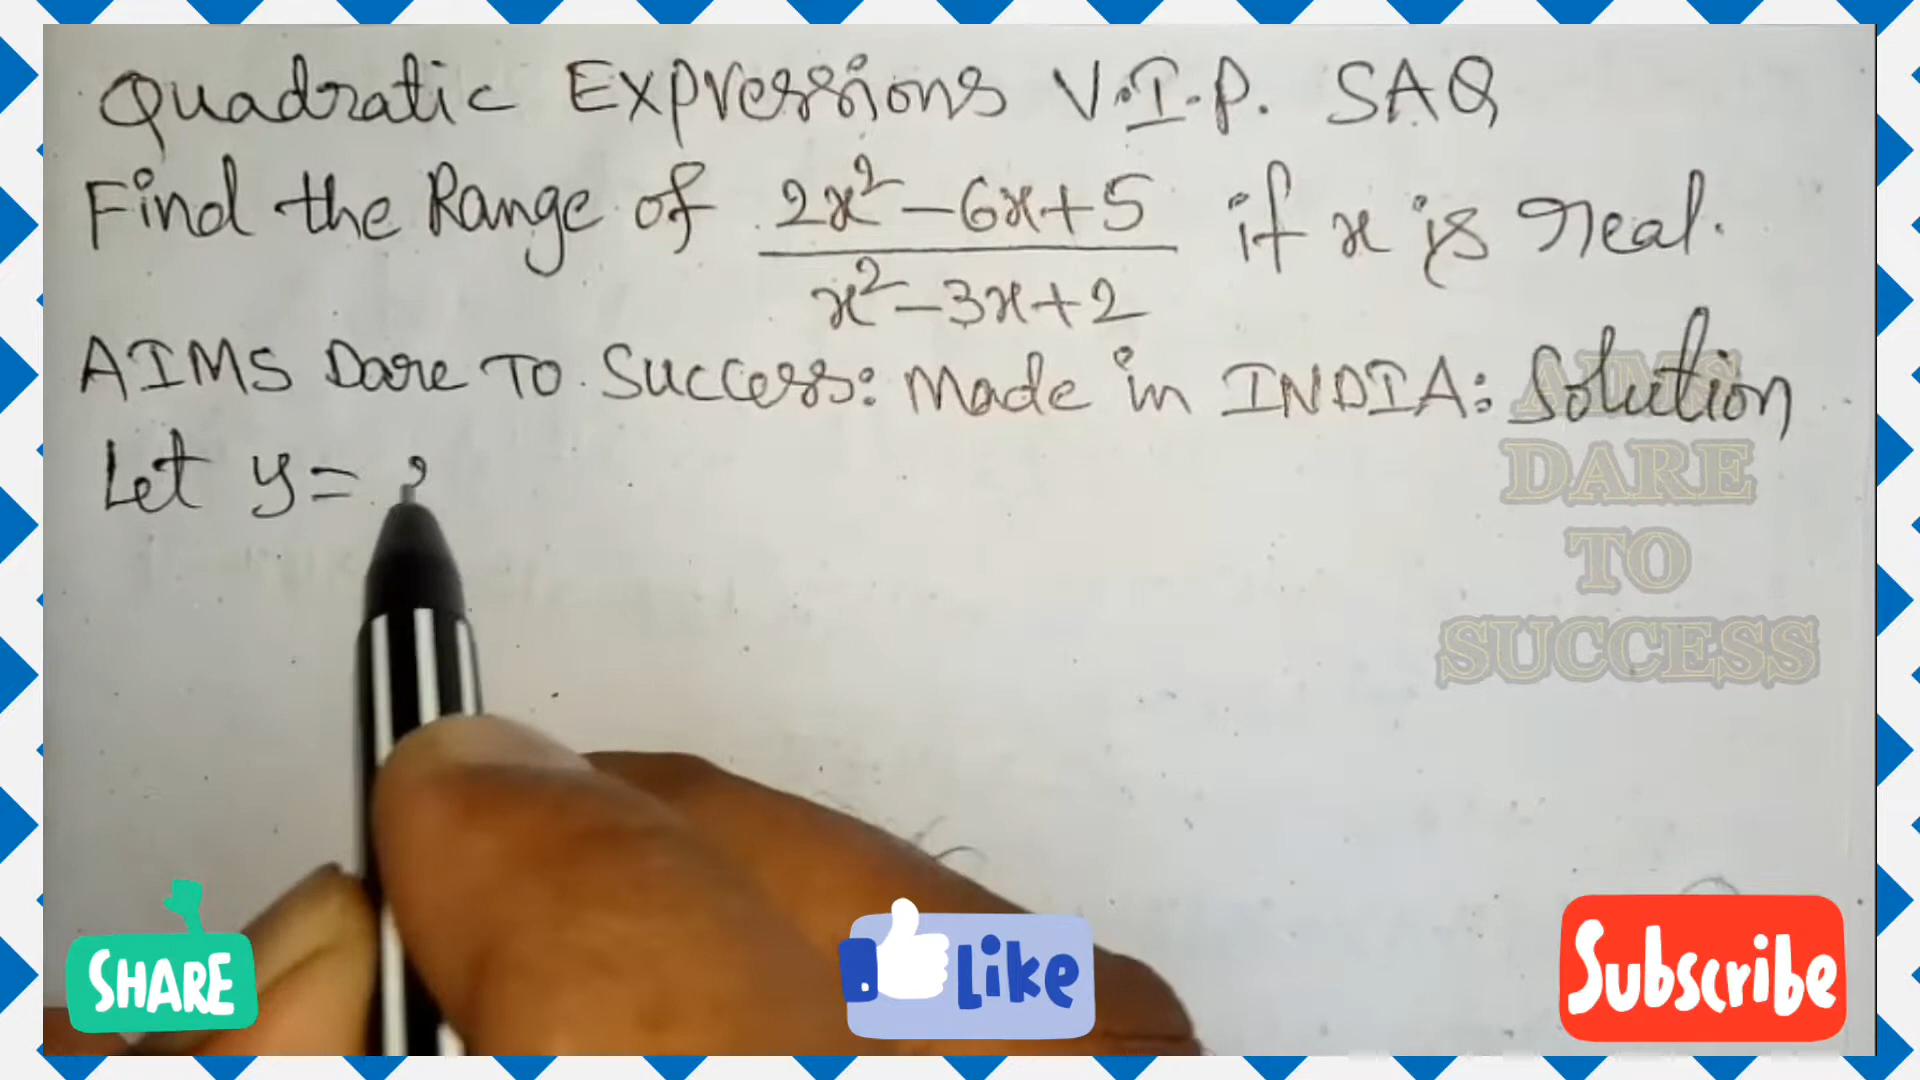 Quadratic Expressions V.I.P. SAQ
Find the Range of 2x² - 6x + 5 / x² - 3x + 2 if x is real.
AIMS Dare To Success: Made in INDIA: Solution
Let y =
AIMS
DARE
TO
SUCCESS
SHARE
Like
Subscribe